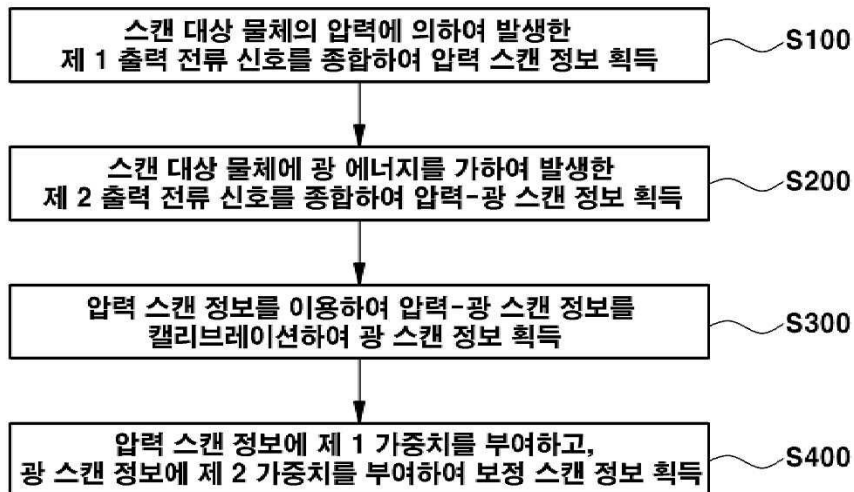 스캔 대상 물체의 압력에 의하여 발생한
제 1 출력 전류 신호를 종합하여 압력 스캔 정보 획득
S100
스캔 대상 물체에 광 에너지를 가하여 발생한
제 2 출력 전류 신호를 종합하여 압력-광 스캔 정보 획득
S200
압력 스캔 정보를 이용하여 압력-광 스캔 정보를
캘리브레이션하여 광 스캔 정보 획득
S300
압력 스캔 정보에 제 1 가중치를 부여하고,
광 스캔 정보에 제 2 가중치를 부여하여 보정 스캔 정보 획득
S400